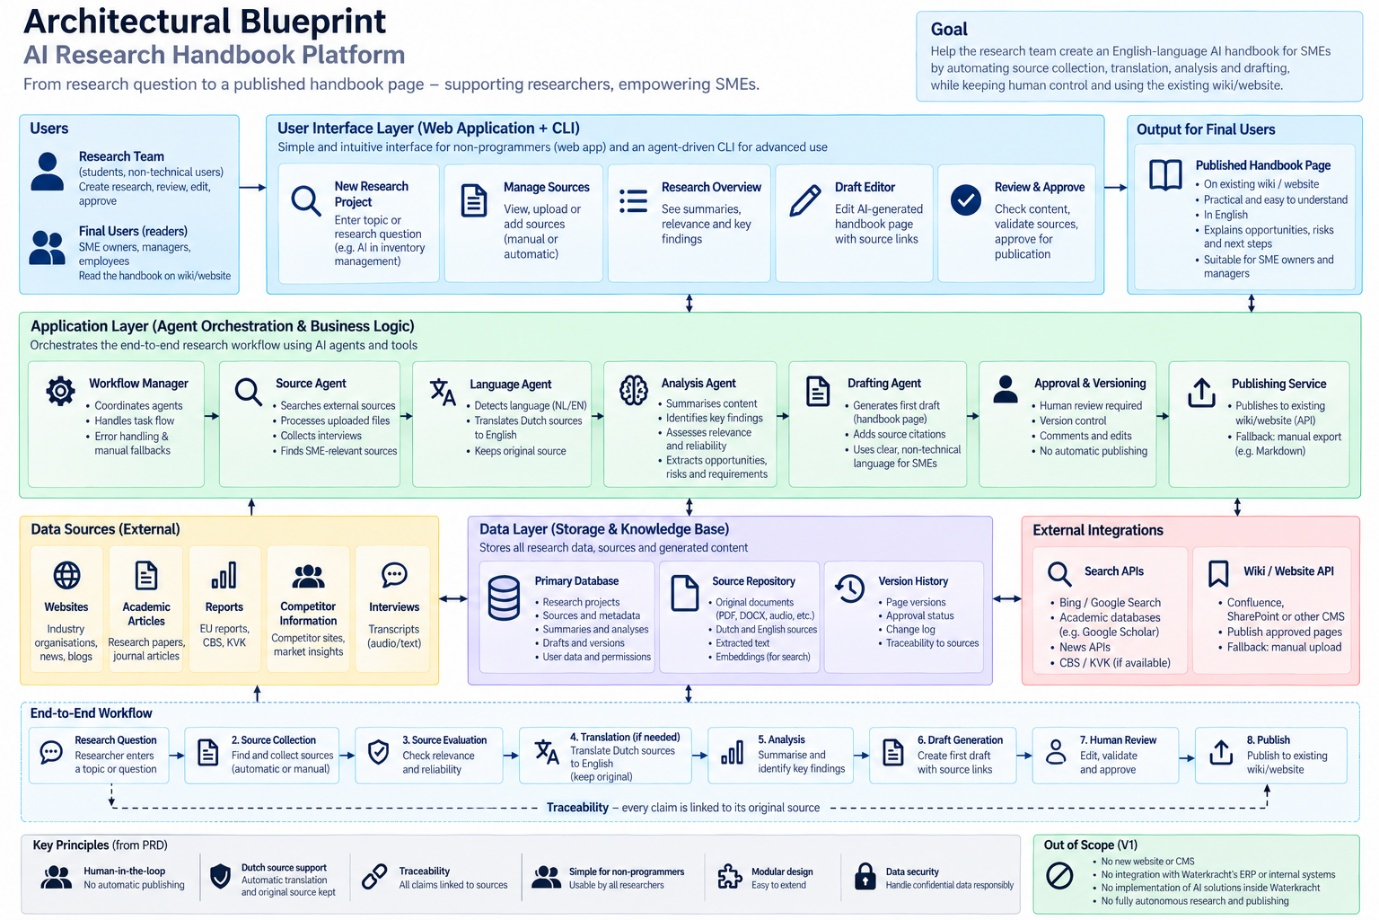 Architectural Blueprint
AI Research Handbook Platform
From research question to a published handbook page – supporting researchers, empowering SMEs.
Goal
Help the research team create an English-language AI handbook for SMEs
by automating source collection, translation, analysis and drafting,
while keeping human control and using the existing wiki/website.
Users
Research Team
(students, non-technical users)
Create research, review, edit,
approve
Final Users (readers)
SME owners, managers,
employees
Read the handbook on wiki/website
User Interface Layer (Web Application + CLI)
Simple and intuitive interface for non-programmers (web app) and an agent-driven CLI for advanced use
New Research
Project
Enter topic or
research question
(e.g. AI in inventory
management)
Manage Sources
View, upload or
add sources
(manual or
automatic)
Research Overview
See summaries,
relevance and key
findings
Draft Editor
Edit AI-generated
handbook page
with source links
Review & Approve
Check content,
validate sources,
approve for
publication
Output for Final Users
Published Handbook Page
• On existing wiki / website
• Practical and easy to understand
• In English
• Explains opportunities, risks
and next steps
• Suitable for SME owners and
managers
Application Layer (Agent Orchestration & Business Logic)
Orchestrates the end-to-end research workflow using AI agents and tools
Workflow Manager
• Coordinates agents
• Handles task flow
• Error handling &
manual fallbacks
Source Agent
• Searches external sources
• Processes uploaded files
• Collects interviews
• Finds SME-relevant sources
Language Agent
• Detects language (NL/EN)
• Translates Dutch sources
to English
• Keeps original source
Analysis Agent
• Summarises content
• Identifies key findings
• Assesses relevance
and reliability
• Extracts opportunities,
risks and requirements
Drafting Agent
• Generates first draft
(handbook page)
• Adds source citations
• Uses clear, non-technical
language for SMEs
Approval & Versioning
• Human review required
• Version control
• Comments and edits
• No automatic publishing
Publishing Service
• Publishes to existing
wiki/website (API)
• Fallback: manual export
(e.g. Markdown)
Data Sources (External)
Websites
Industry
organisations,
news, blogs
Academic
Articles
Research papers,
journal articles
Reports
EU reports,
CBS, KVK
Competitor
Information
Competitor sites,
market insights
Interviews
Transcripts
(audio/text)
Data Layer (Storage & Knowledge Base)
Stores all research data, sources and generated content
Primary Database
• Research projects
• Sources and metadata
• Summaries and analyses
• Drafts and versions
• User data and permissions
Source Repository
• Original documents
(PDF, DOCX, audio, etc.)
• Dutch and English sources
• Extracted text
• Embeddings (for search)
Version History
• Page versions
• Approval status
• Change log
• Traceability to sources
External Integrations
Search APIs
• Bing / Google Search
• Academic databases
(e.g. Google Scholar)
• News APIs
• CBS / KVK (if available)
Wiki / Website API
• Confluence,
SharePoint or other CMS
• Publish approved pages
• Fallback: manual upload
End-to-End Workflow
Research Question
Researcher enters
a topic or question
2. Source Collection
Find and collect sources
(automatic or manual)
3. Source Evaluation
Check relevance
and reliability
4. Translation (if needed)
Translate Dutch sources
to English
(keep original)
5. Analysis
Summarise and
identify key findings
6. Draft Generation
Create first draft
with source links
7. Human Review
Edit, validate
and approve
8. Publish
Publish to existing
wiki/website
Traceability – every claim is linked to its original source
Key Principles (from PRD)
Human-in-the-loop
No automatic publishing
Dutch source support
Automatic translation
and original source kept
Traceability
All claims linked to sources
Simple for non-programmers
Usable by all researchers
Modular design
Easy to extend
Data security
Handle confidential data responsibly
Out of Scope (V1)
• No new website or CMS
• No integration with Waterkracht's ERP or internal systems
• No implementation of AI solutions inside Waterkracht
• No fully autonomous research and publishing